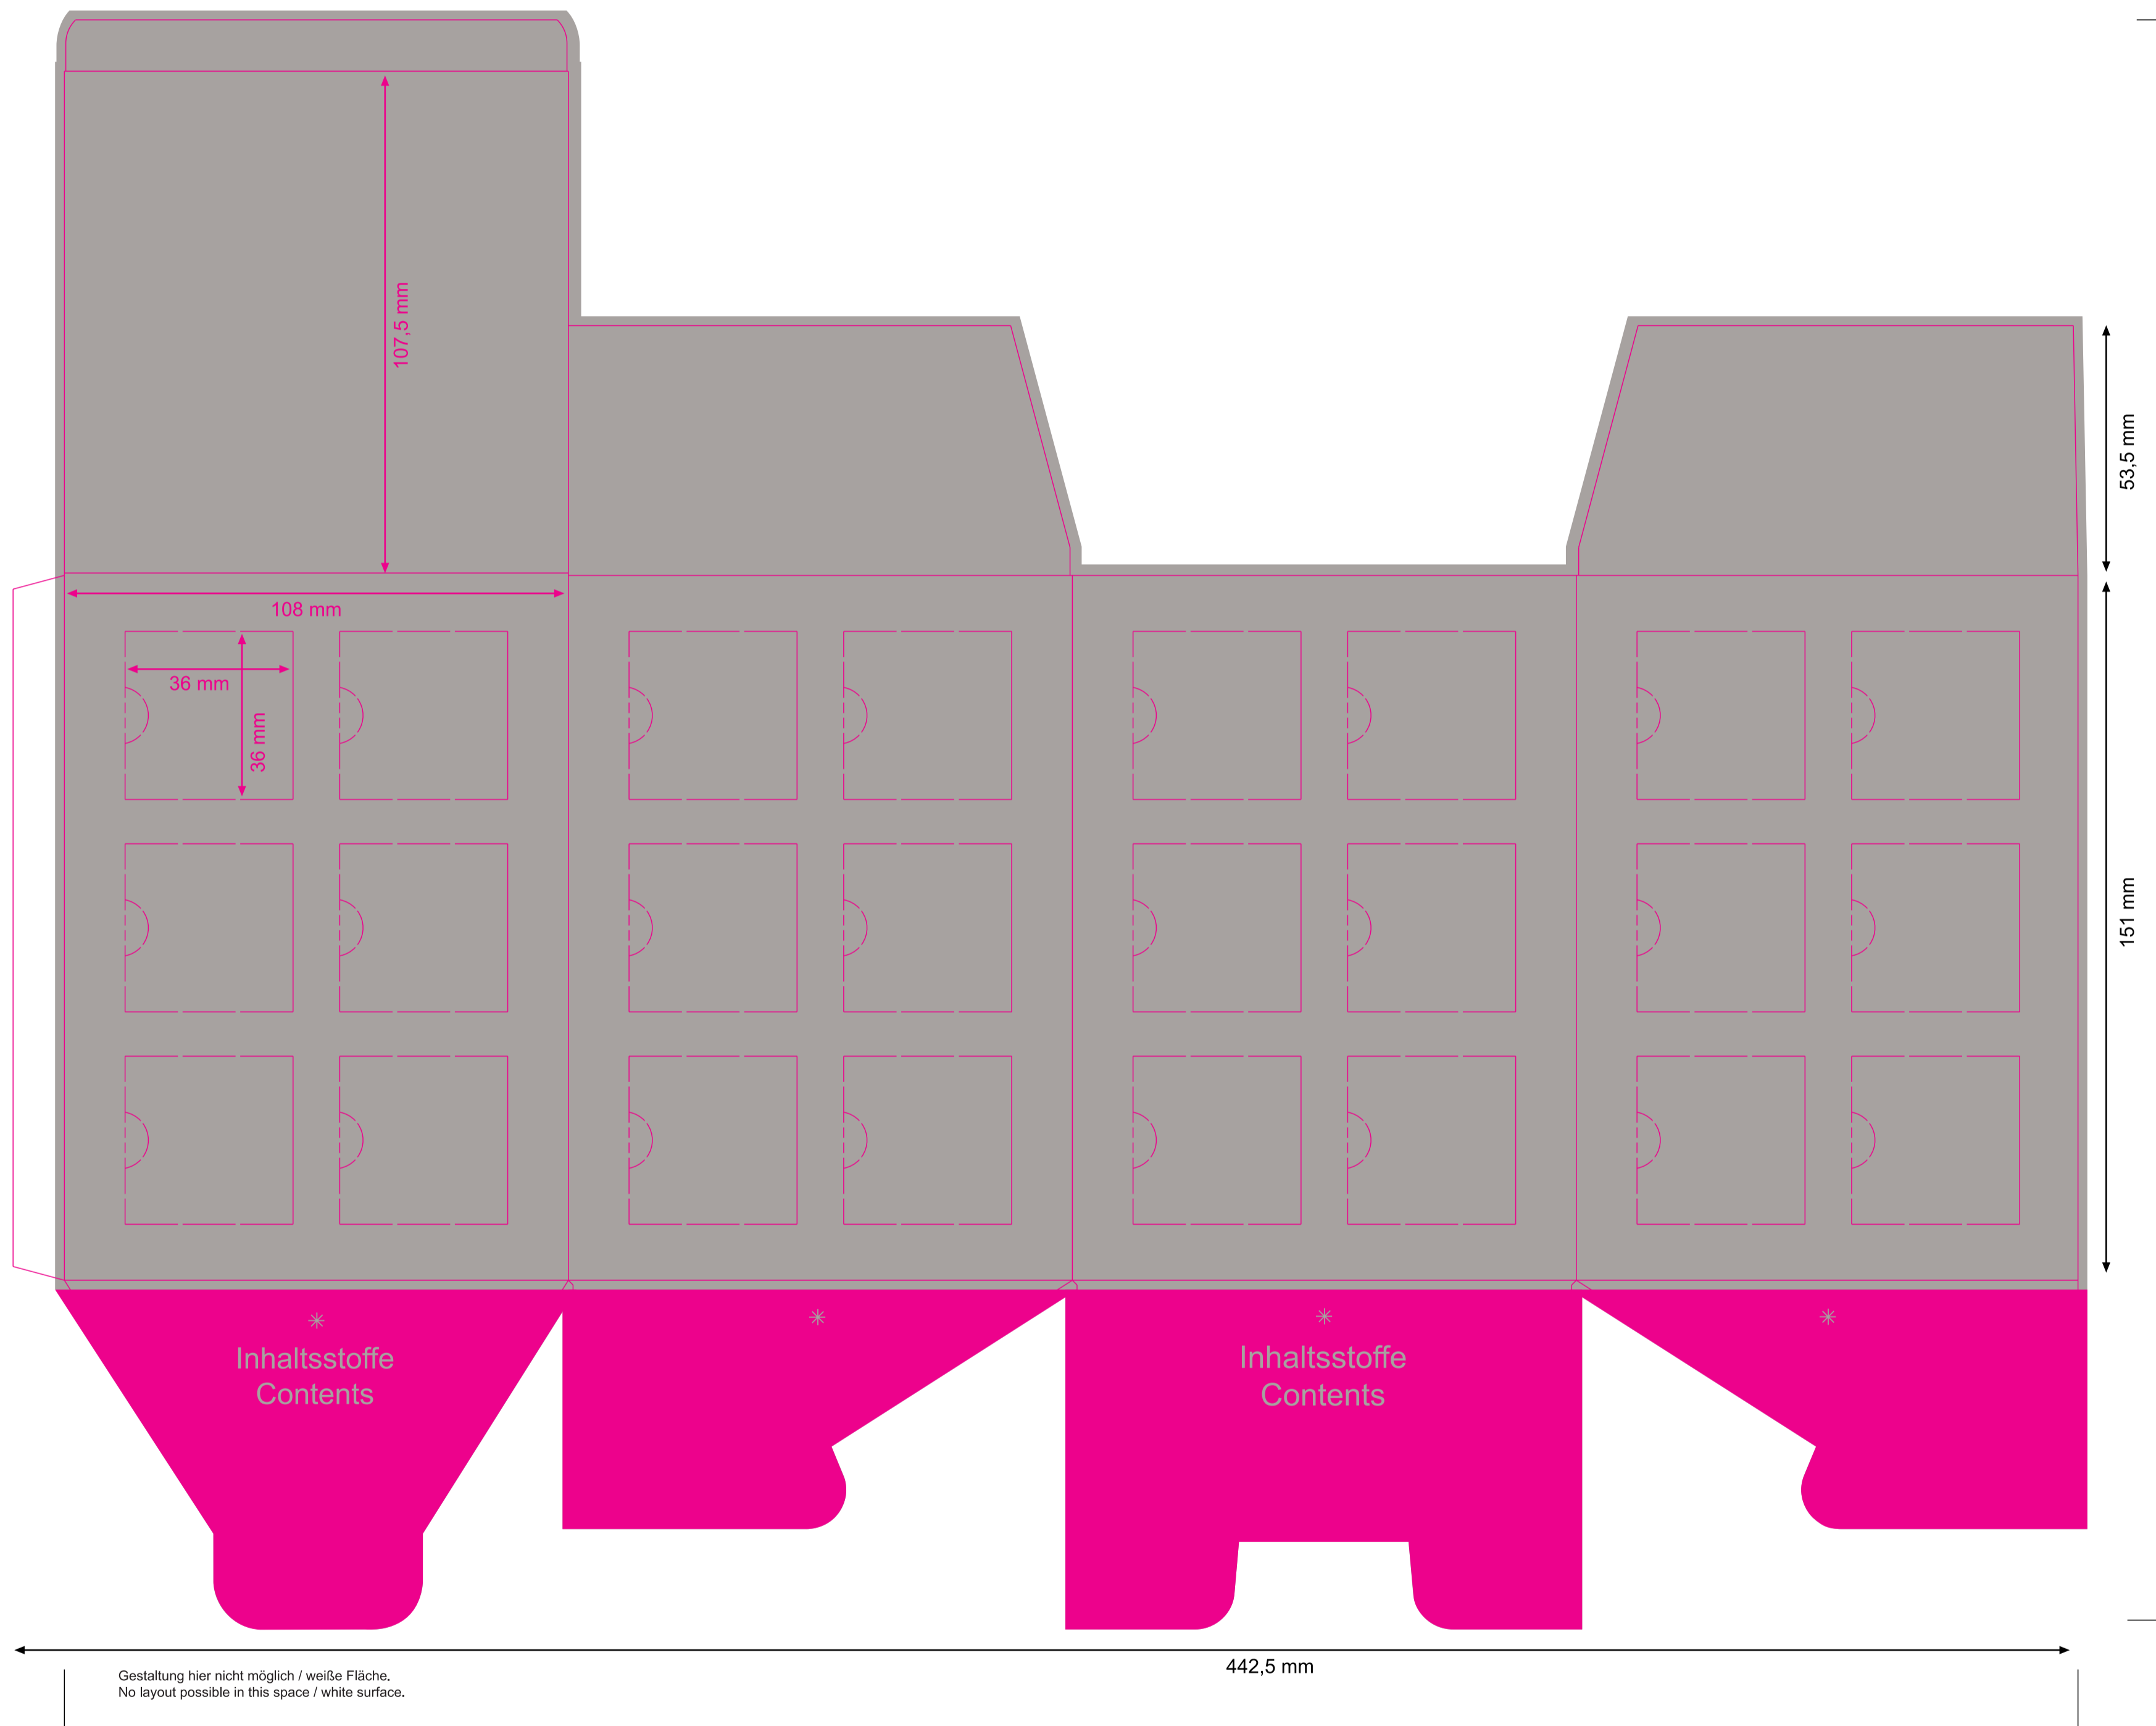 107,5 mm
53,5 mm
108 mm
36 mm
36 mm
151 mm
Inhaltsstoffe
Contents
Inhaltsstoffe
Contents
442,5 mm
Gestaltung hier nicht möglich / weiße Fläche.
No layout possible in this space / white surface.